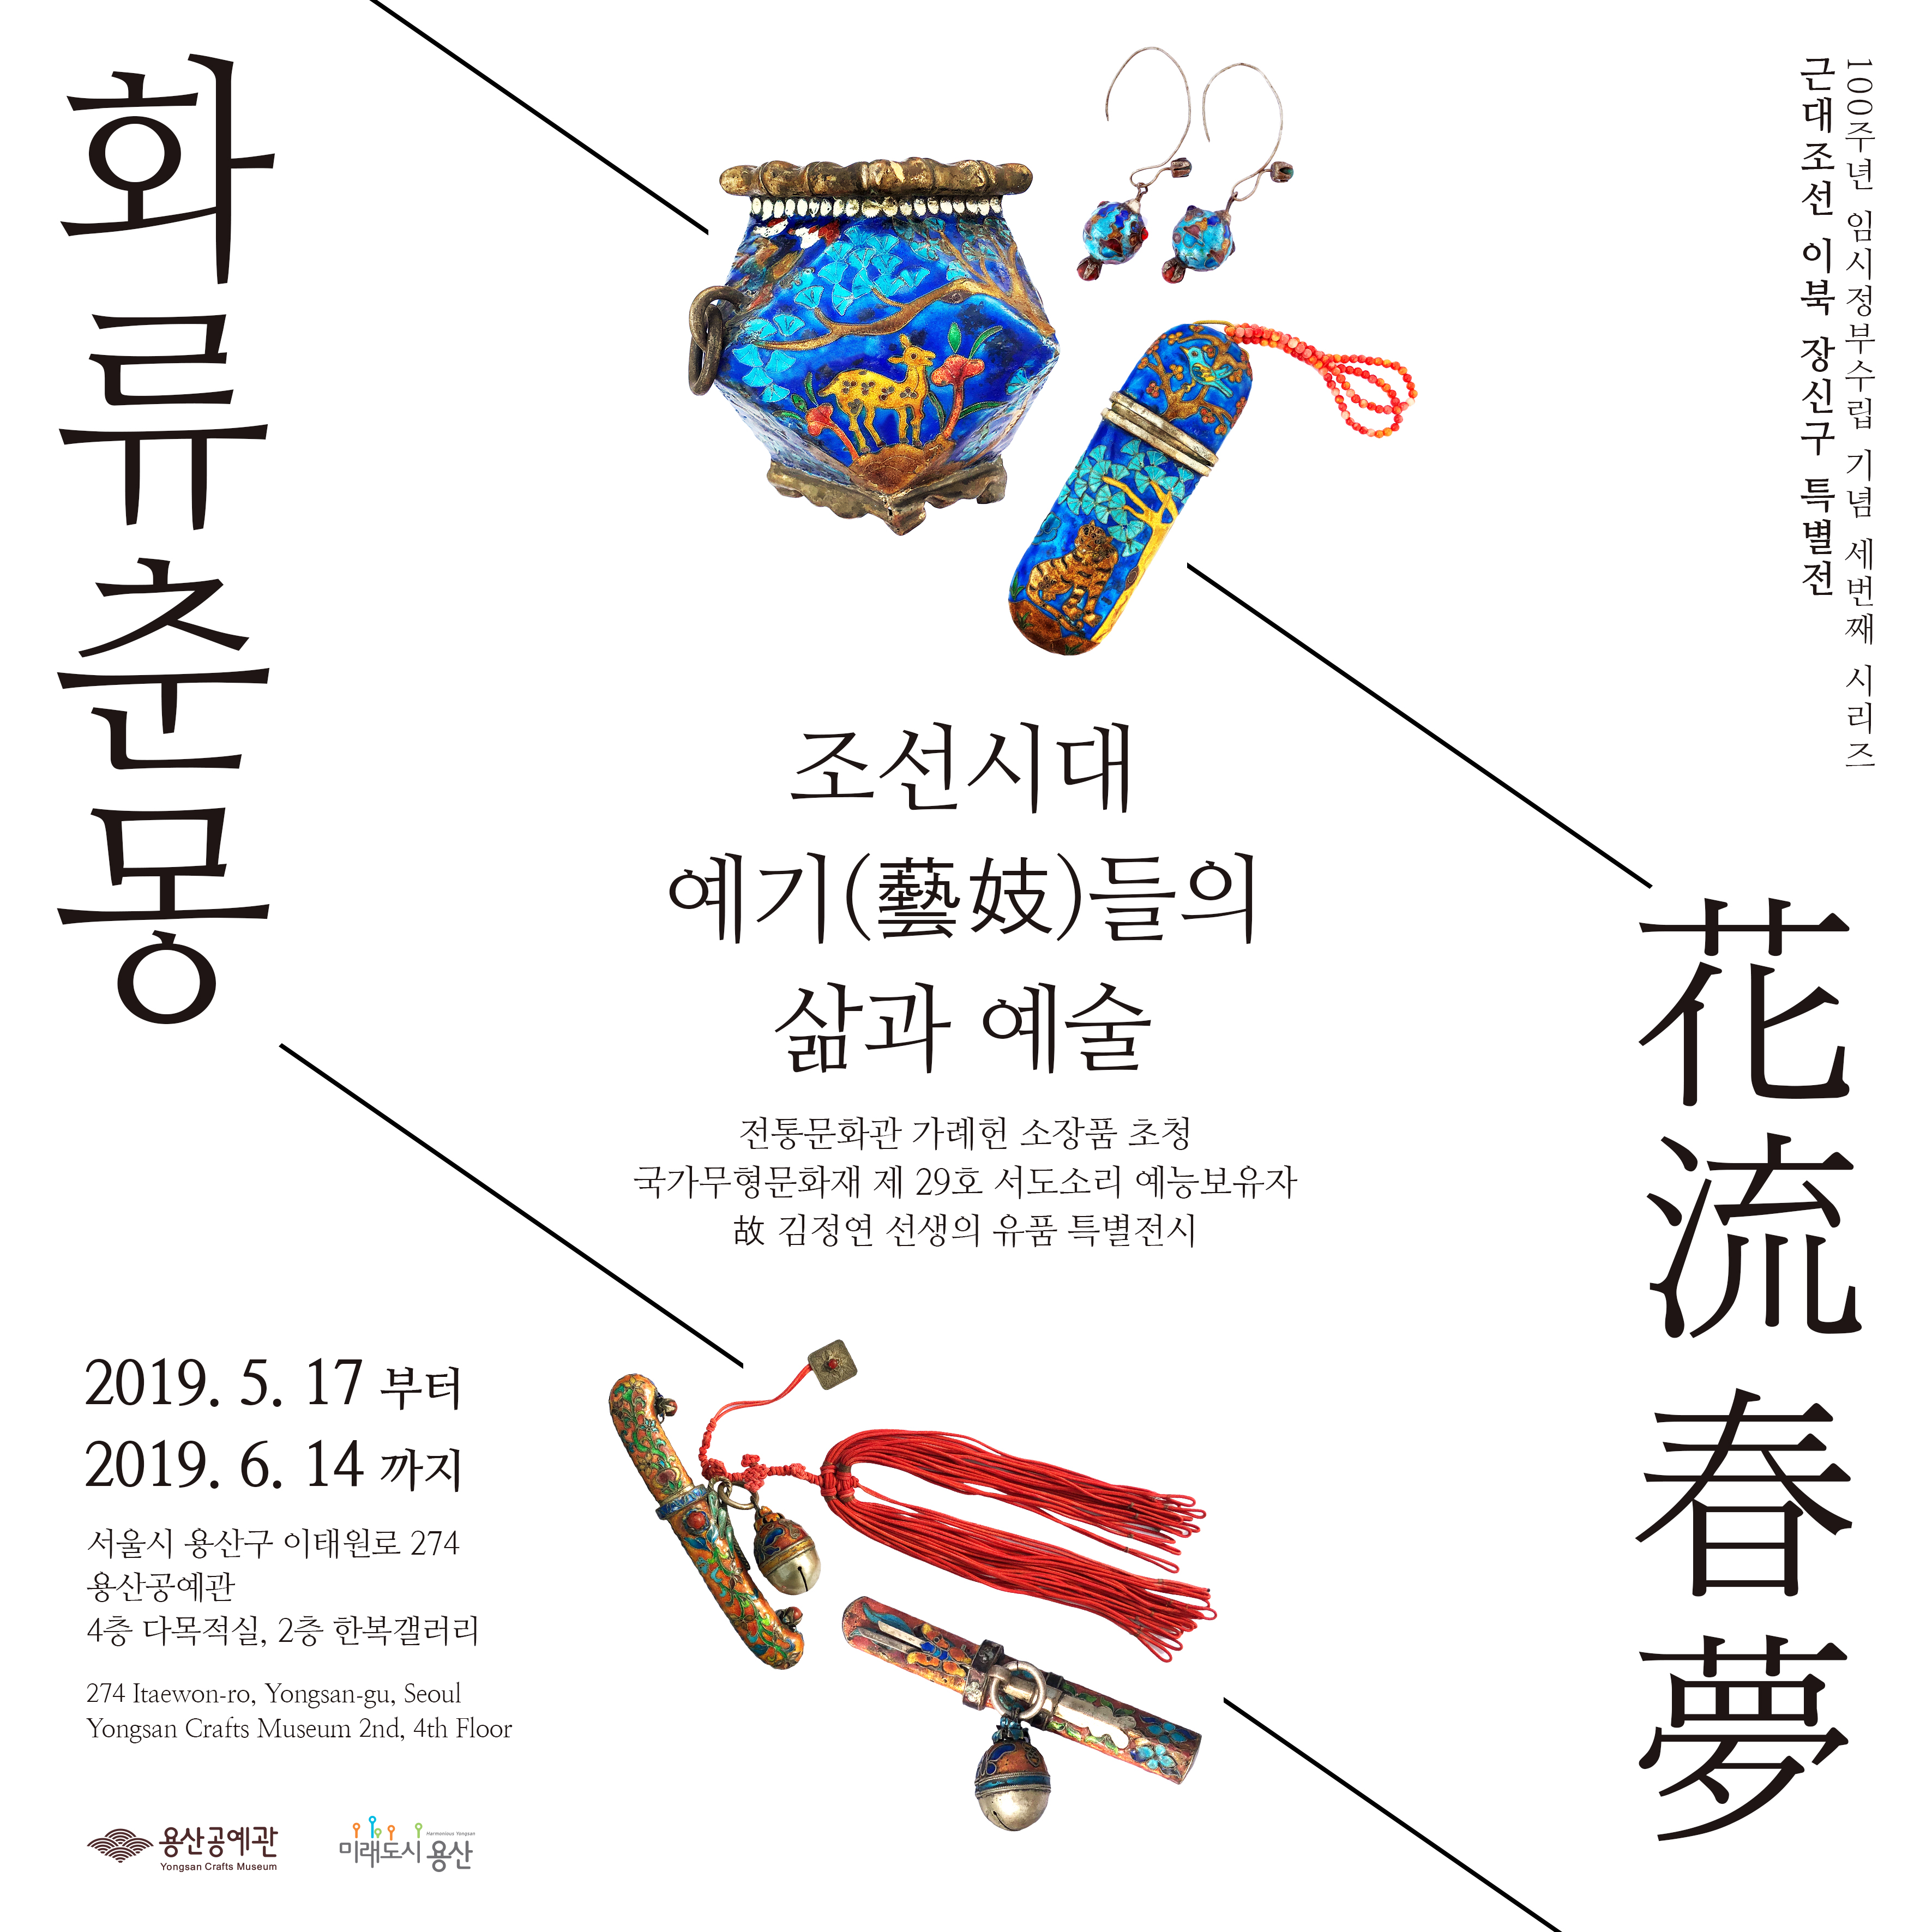 화류춘몽
100주년 임시정부수립 기념 세번째 시리즈
근대조선 이북 장신구 특별전
조선시대
예기(藝妓)들의
삶과 예술
전통문화관 가례헌 소장품 초청
국가무형문화재 제 29호 서도소리 예능보유자
故 김정연 선생의 유품 특별전시
花流春夢
2019. 5. 17 부터
2019. 6. 14 까지
서울시 용산구 이태원로 274
용산공예관
4층 다목적실, 2층 한복갤러리
274 Itaewon-ro, Yongsan-gu, Seoul
Yongsan Crafts Museum 2nd, 4th Floor
용산공예관
Yongsan Crafts Museum
Harmonious Yongsan
미래도시 용산